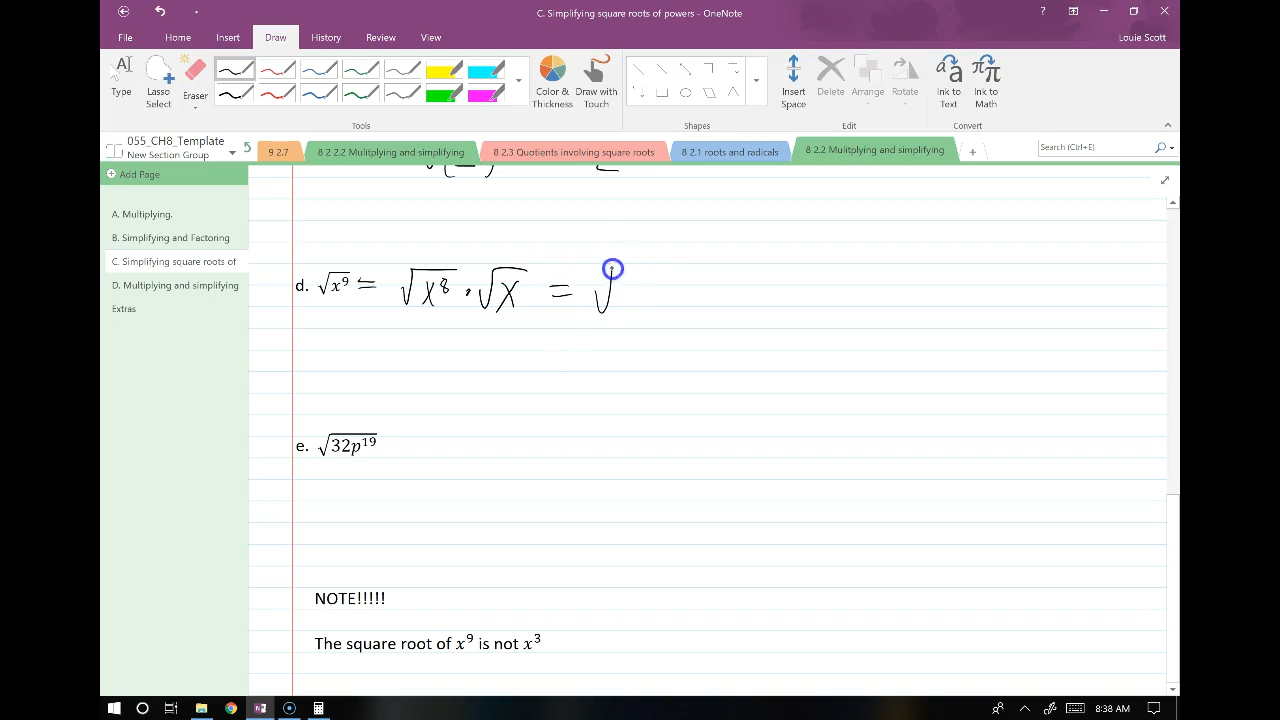 C. Simplifying square roots of powers - OneNote
Louie Scott
File Home Insert Draw History Review View
Type
Lasso Select
Eraser
Color & Thickness
Draw with Touch
Insert Space
Delete
Arrange
Rotate
Ink to Text
Ink to Math
Tools
Shapes
Edit
Convert
055_CH8_Template
New Section Group
9 2.7
8 2.2.2 Mulitplying and simplifying
8 2.3 Quotients involving square roots
8 2.1 roots and radicals
8 2.2 Mulitplying and simplifying
Search (Ctrl+E)
Add Page
A. Multiplying,
B. Simplifying and Factoring
C. Simplifying square roots of
D. Multiplying and simplifying
Extras
d. √x⁹ = √x⁸ · √x = √
e. √32p¹⁹
NOTE!!!!!
The square root of x⁹ is not x³
8:38 AM